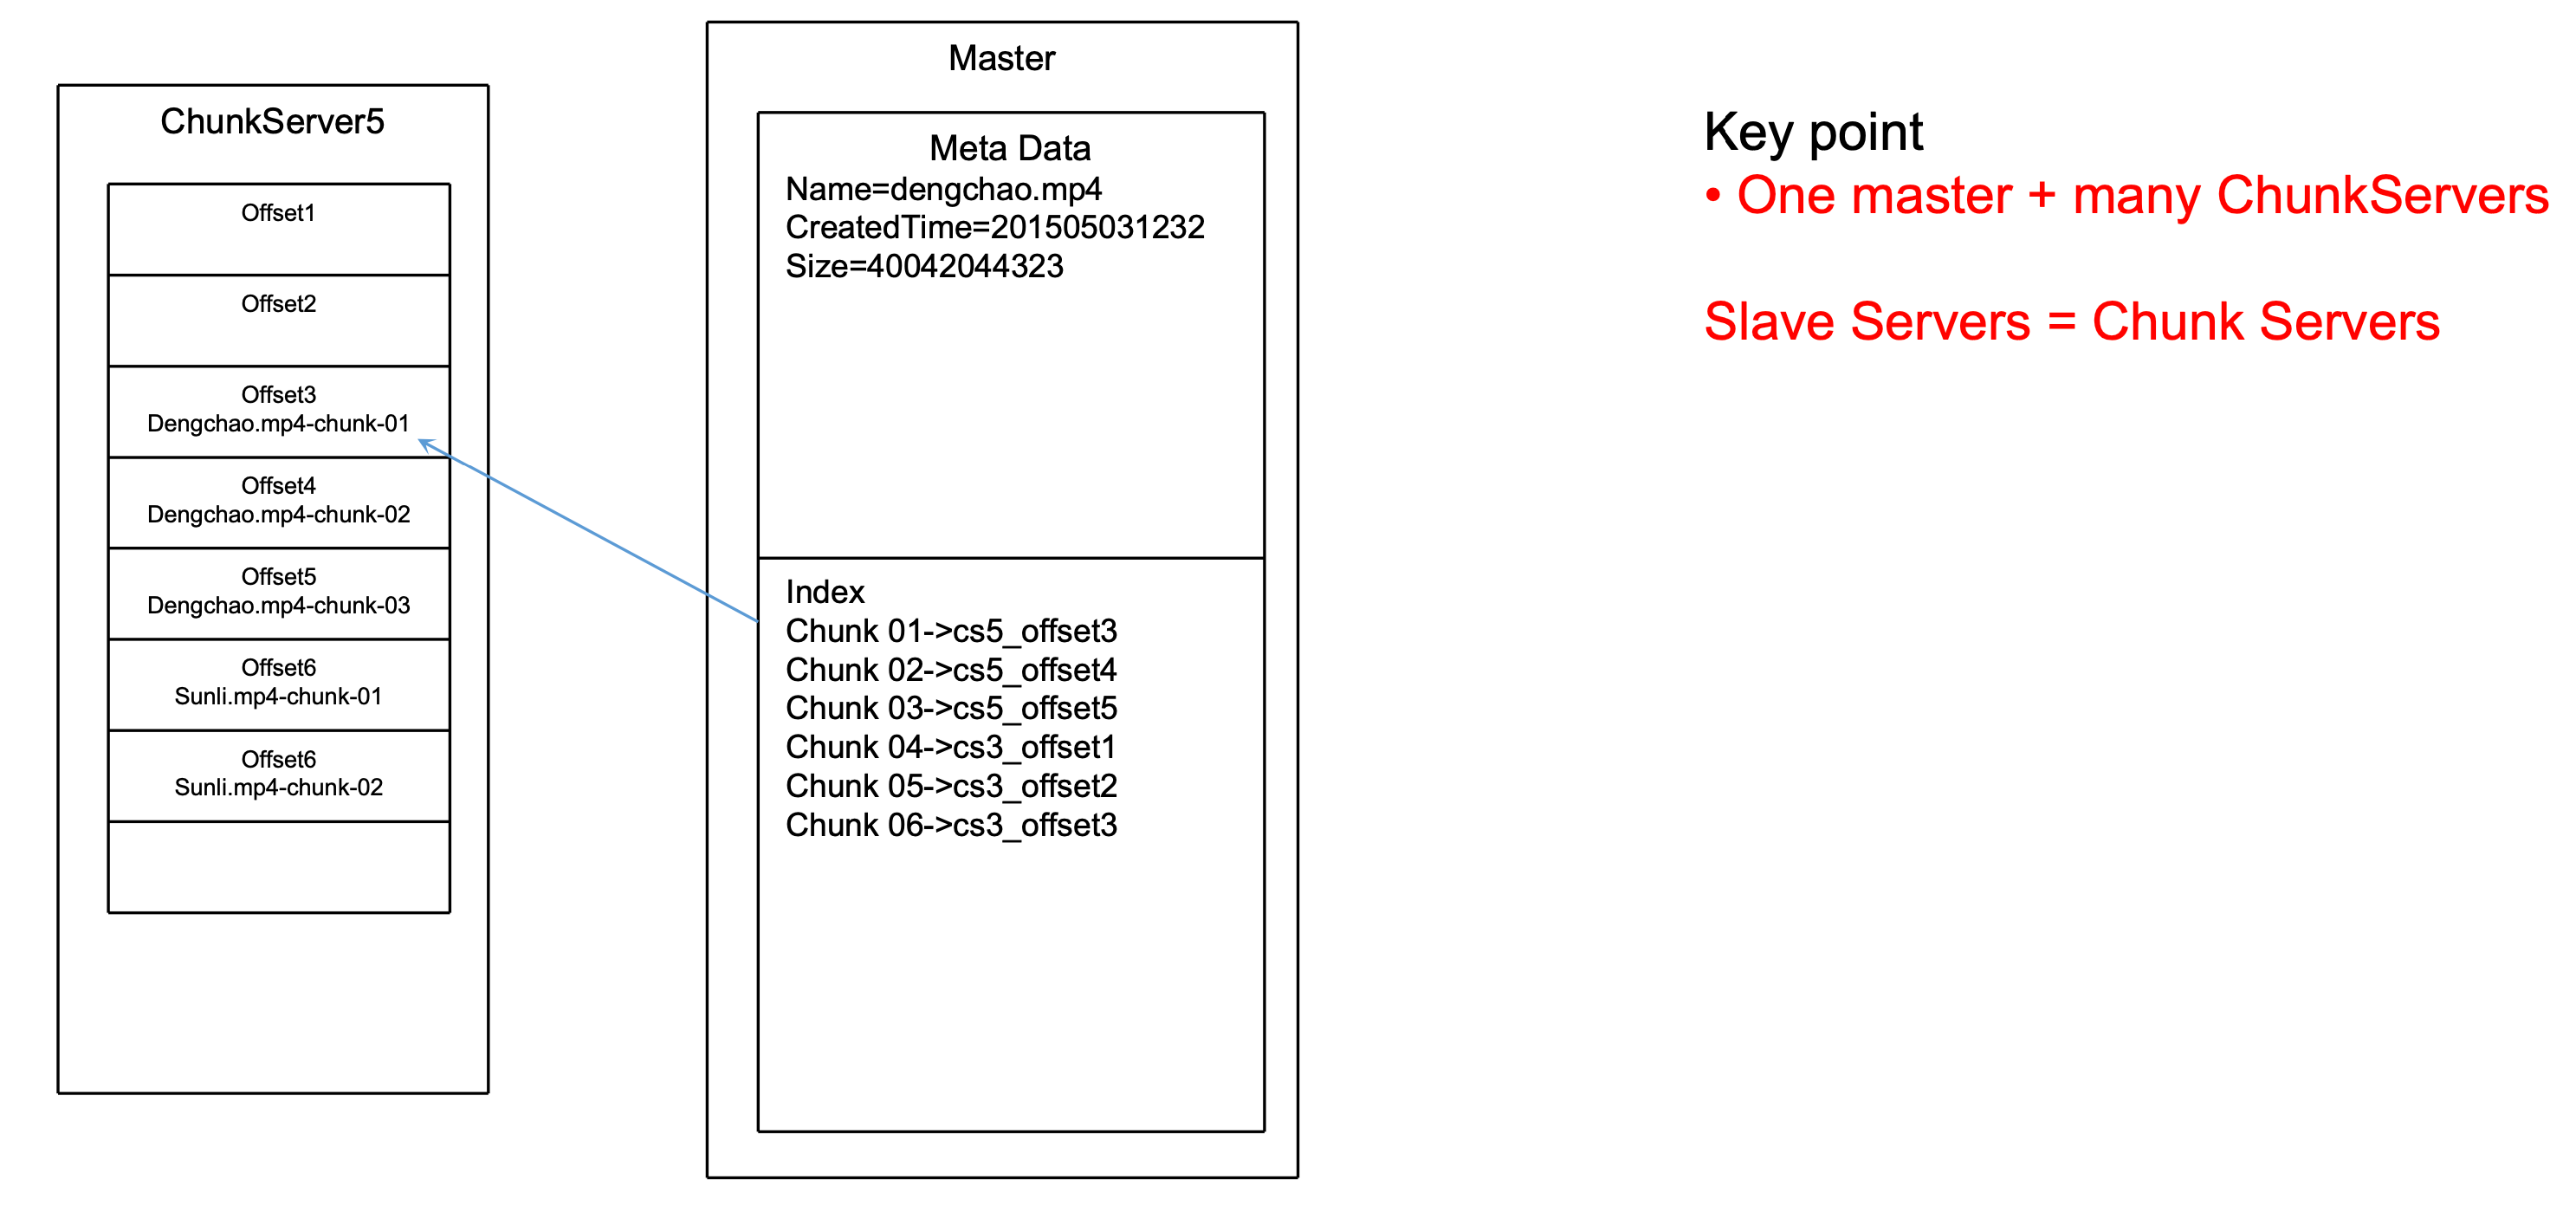 ChunkServer5
Offset1
Offset2
Offset3
Dengchao.mp4-chunk-01
Offset4
Dengchao.mp4-chunk-02
Offset5
Dengchao.mp4-chunk-03
Offset6
Sunli.mp4-chunk-01
Offset6
Sunli.mp4-chunk-02
Master
Meta Data
Name=dengchao.mp4
CreatedTime=201505031232
Size=40042044323
Index
Chunk 01->cs5_offset3
Chunk 02->cs5_offset4
Chunk 03->cs5_offset5
Chunk 04->cs3_offset1
Chunk 05->cs3_offset2
Chunk 06->cs3_offset3
Key point
• One master + many ChunkServers
Slave Servers = Chunk Servers